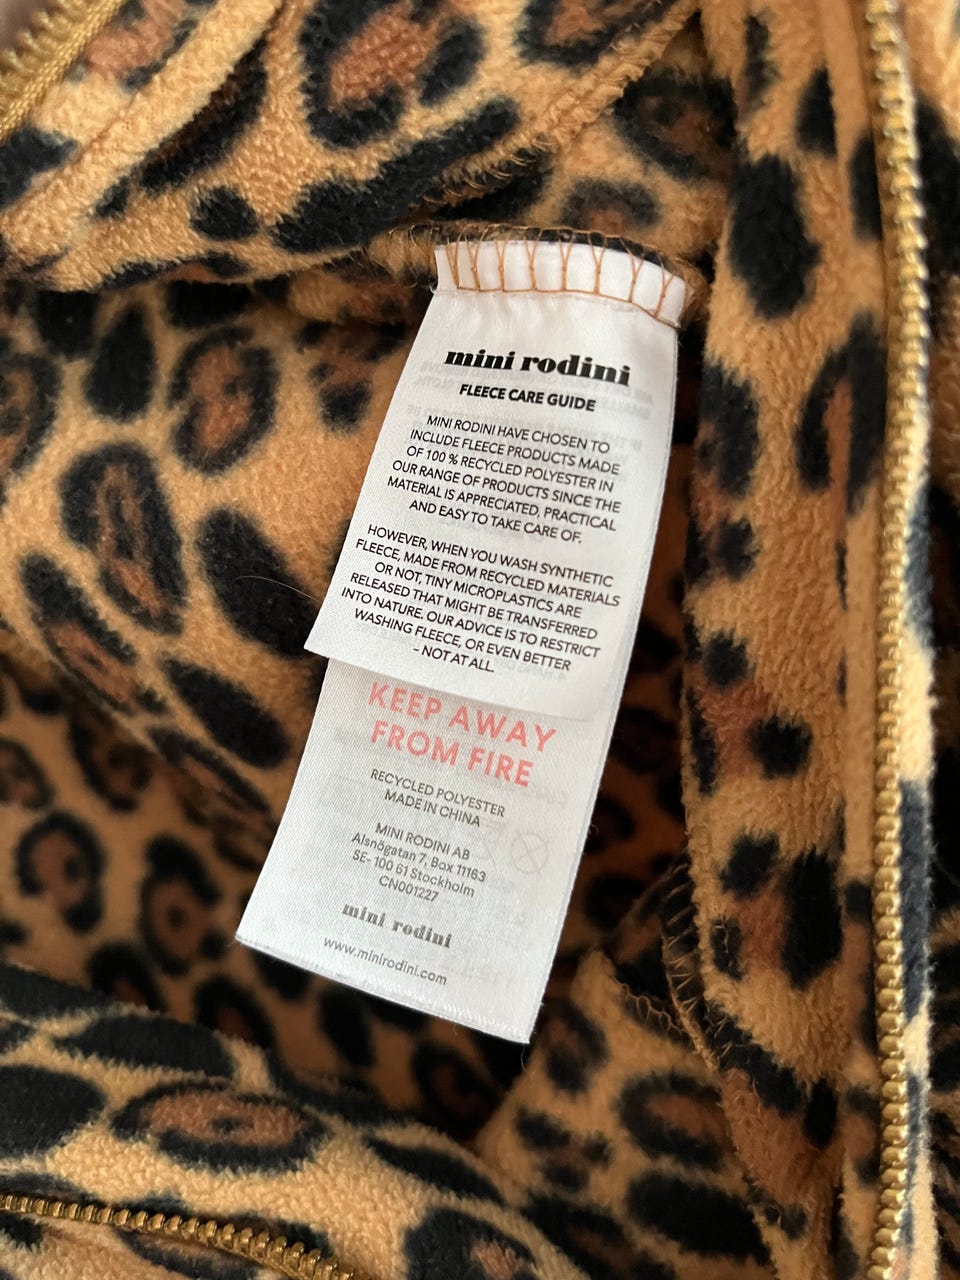 mini rodini
FLEECE CARE GUIDE
MINI RODINI HAVE CHOSEN TO
INCLUDE FLEECE PRODUCTS MADE
OF 100 % RECYCLED POLYESTER IN
OUR RANGE OF PRODUCTS SINCE THE
MATERIAL IS APPRECIATED, PRACTICAL
AND EASY TO TAKE CARE OF.
HOWEVER, WHEN YOU WASH SYNTHETIC
FLEECE, MADE FROM RECYCLED MATERIALS
OR NOT, TINY MICROPLASTICS ARE
RELEASED THAT MIGHT BE TRANSFERRED
INTO NATURE. OUR ADVICE IS TO RESTRICT
WASHING FLEECE, OR EVEN BETTER
- NOT AT ALL.
KEEP AWAY
FROM FIRE
RECYCLED POLYESTER
MADE IN CHINA
MINI RODINI AB
Alsnögatan 7, Box 11163
SE- 100 61 Stockholm
CN001227
mini rodini
www.minirodini.com